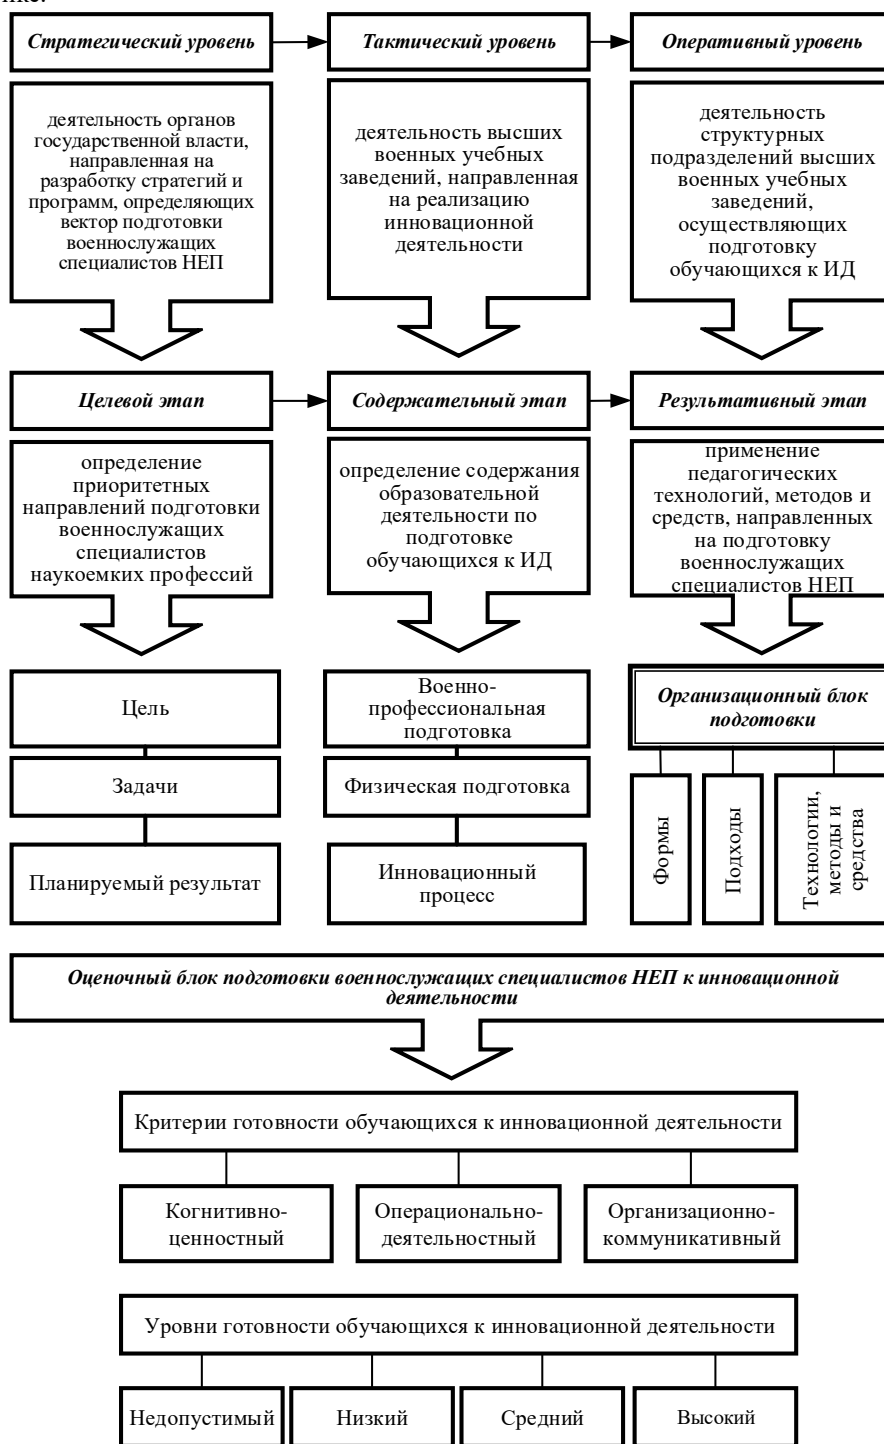 Стратегический уровень
Тактический уровень
Оперативный уровень
деятельность органов
государственной власти,
направленная на
разработку стратегий и
программ, определяющих
вектор подготовки
военнослужащих
специалистов НЕП
деятельность высших
военных учебных
заведений, направленная
на реализацию
инновационной
деятельности
деятельность
структурных
подразделений высших
военных учебных
заведений,
осуществляющих
подготовку
обучающихся к ИД
Целевой этап
Содержательный этап
Результативный этап
определение
приоритетных
направлений подготовки
военнослужащих
специалистов
наукоемких профессий
определение содержания
образовательной
деятельности по
подготовке
обучающихся к ИД
применение
педагогических
технологий, методов и
средств, направленных
на подготовку
военнослужащих
специалистов НЕП
Цель
Задачи
Планируемый результат
Военно-
профессиональная
подготовка
Физическая подготовка
Инновационный
процесс
Организационный блок
подготовки
Формы
Подходы
Технологии,
методы и
средства
Оценочный блок подготовки военнослужащих специалистов НЕП к инновационной
деятельности
Критерии готовности обучающихся к инновационной деятельности
Когнитивно-
ценностный
Операционально-
деятельностный
Организационно-
коммуникативный
Уровни готовности обучающихся к инновационной деятельности
Недопустимый
Низкий
Средний
Высокий